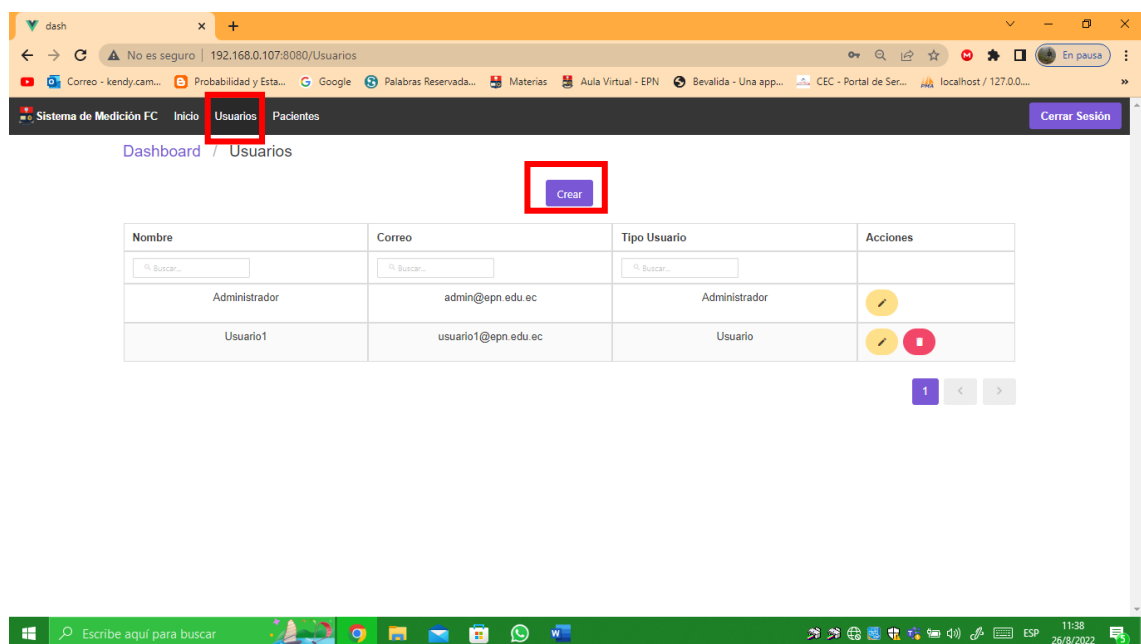 dash
No es seguro | 192.168.0.107:8080/Usuarios
En pausa
Correo - kendy.cam... Probabilidad y Esta... Google Palabras Reservada... Materias Aula Virtual - EPN Bevalida - Una app... CEC - Portal de Ser... localhost / 127.0.0.... »
Sistema de Medición FC Inicio Usuarios Pacientes Cerrar Sesión
Dashboard / Usuarios
Crear
Nombre Correo Tipo Usuario Acciones
Buscar... Buscar... Buscar...
Administrador admin@epn.edu.ec Administrador
Usuario1 usuario1@epn.edu.ec Usuario
1 < >
Escribe aquí para buscar ESP 11:38
26/8/2022